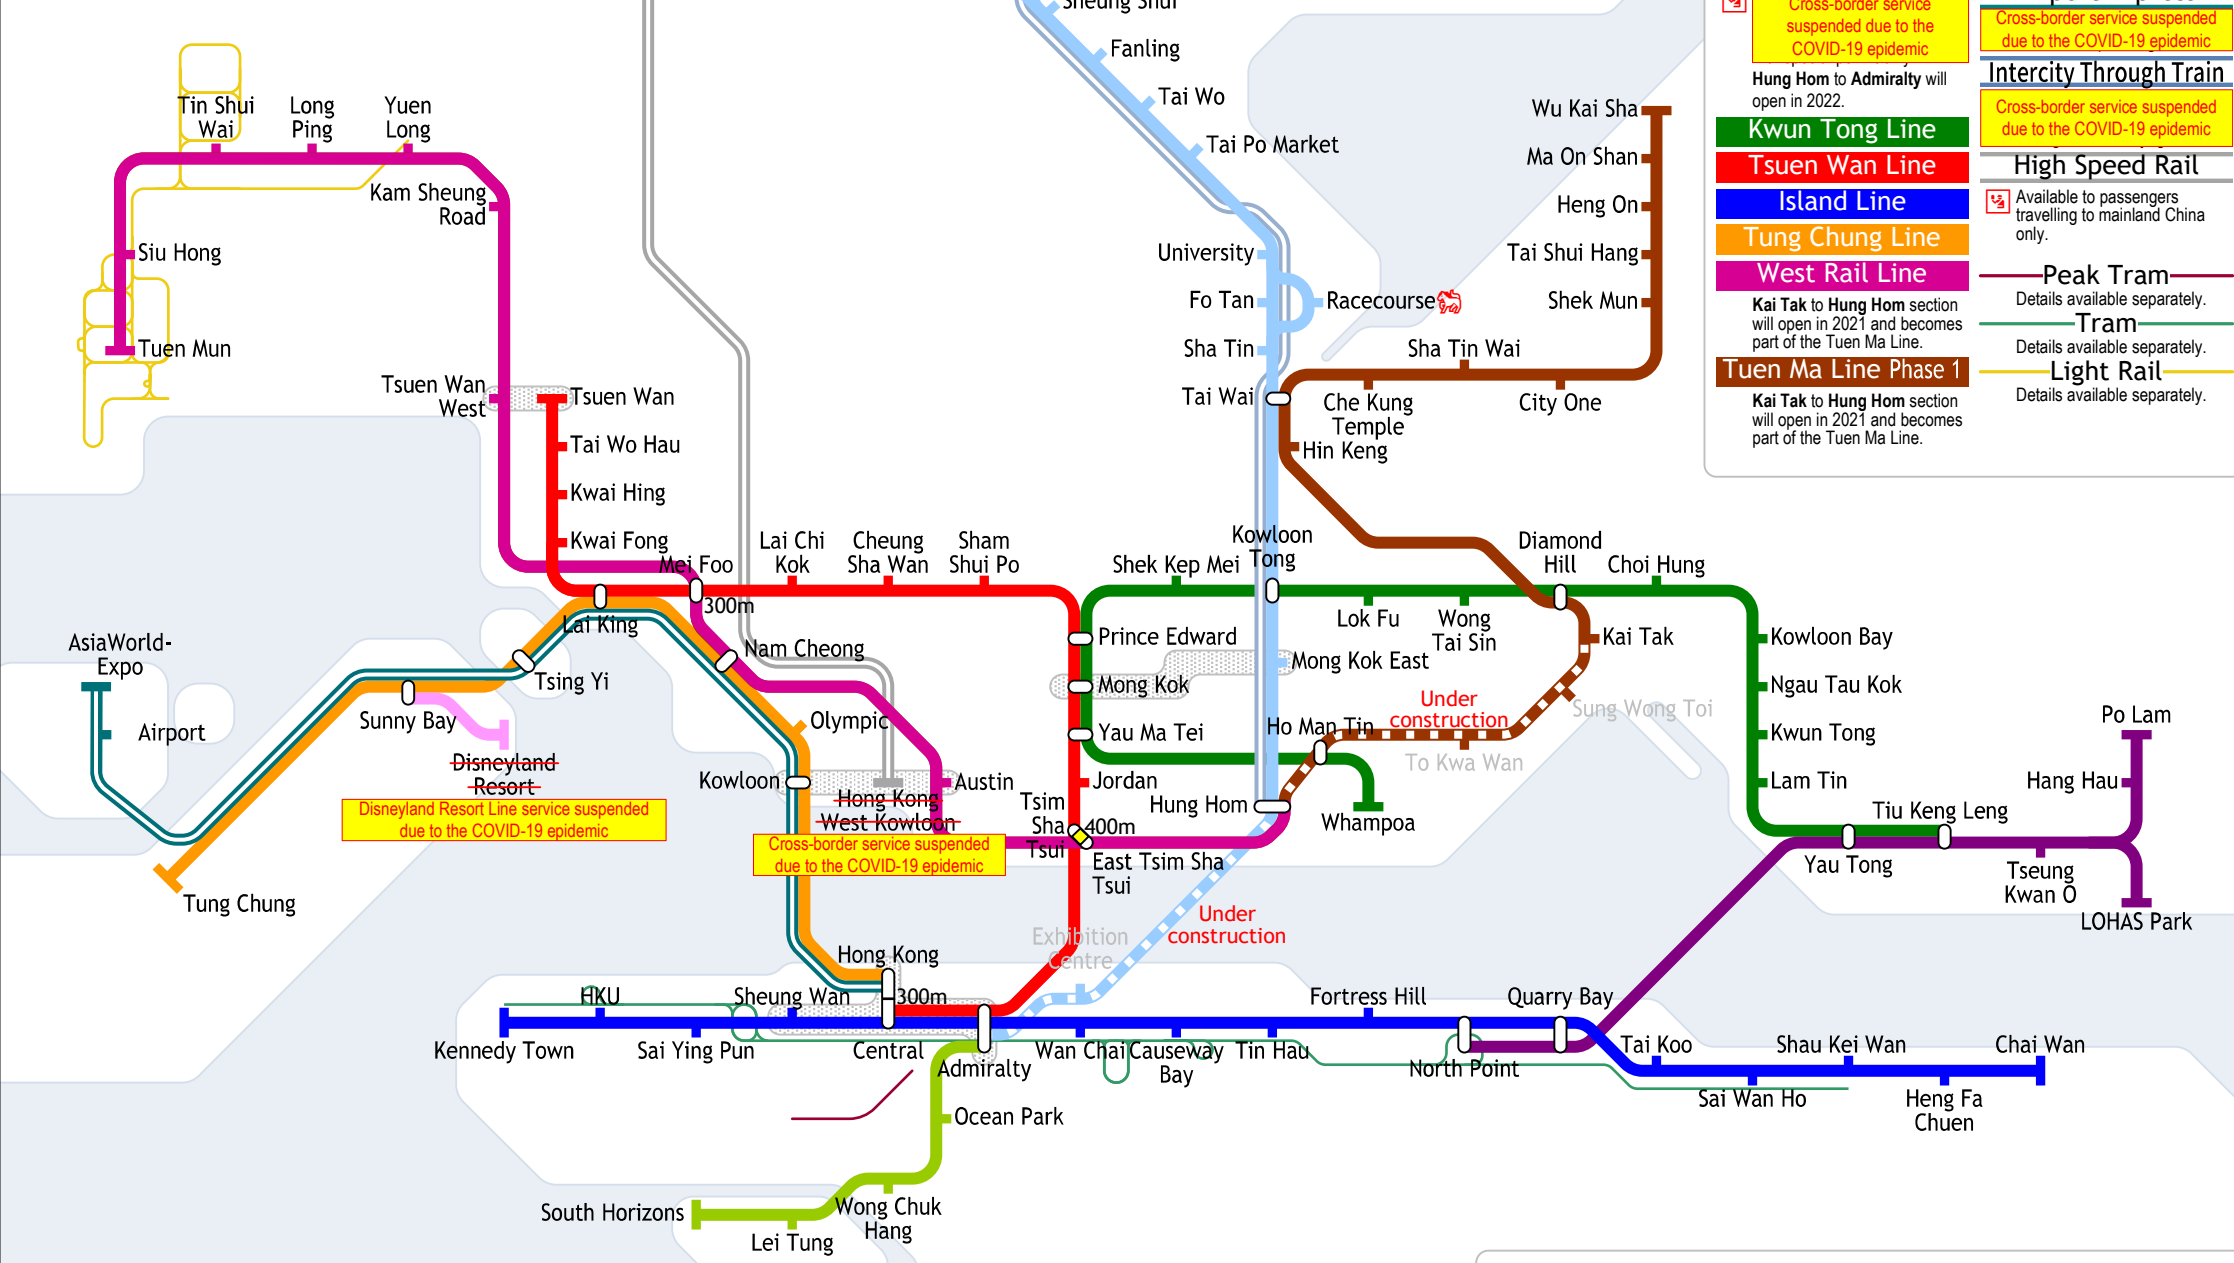 Sheung Shui
Fanling
Tai Wo
Tai Po Market
University
Fo Tan
Racecourse
Sha Tin
Tai Wai
Tin Shui
Wai
Long
Ping
Yuen
Long
Kam Sheung
Road
Siu Hong
Tuen Mun
Tsuen Wan
West
Tsuen Wan
Tai Wo Hau
Kwai Hing
Kwai Fong
Wu Kai Sha
Ma On Shan
Heng On
Tai Shui Hang
Shek Mun
Sha Tin Wai
Che Kung
Temple
City One
Hin Keng
Cross-border service
suspended due to the
COVID-19 epidemic
Hung Hom to Admiralty will
open in 2022.
Kwun Tong Line
Tsuen Wan Line
Island Line
Tung Chung Line
West Rail Line
Kai Tak to Hung Hom section
will open in 2021 and becomes
part of the Tuen Ma Line.
Tuen Ma Line Phase 1
Kai Tak to Hung Hom section
will open in 2021 and becomes
part of the Tuen Ma Line.
Cross-border service suspended
due to the COVID-19 epidemic
Intercity Through Train
Cross-border service suspended
due to the COVID-19 epidemic
High Speed Rail
Available to passengers
travelling to mainland China
only.
Peak Tram
Details available separately.
Tram
Details available separately.
Light Rail
Details available separately.
Mei Foo
300m
Lai Chi
Kok
Cheung
Sha Wan
Sham
Shui Po
Shek Kep Mei
Kowloon
Tong
Lok Fu
Wong
Tai Sin
Diamond
Hill
Choi Hung
Lai King
Nam Cheong
Prince Edward
Mong Kok
Mong Kok East
Yau Ma Tei
Kai Tak
Kowloon Bay
Ngau Tau Kok
Kwun Tong
Lam Tin
AsiaWorld-
Expo
Airport
Tsing Yi
Sunny Bay
Disneyland
Resort
Disneyland Resort Line service suspended
due to the COVID-19 epidemic
Tung Chung
Olympic
Kowloon
Austin
Hong Kong
West Kowloon
Cross-border service suspended
due to the COVID-19 epidemic
Jordan
Tsim
Sha
Tsui
400m
East Tsim Sha
Tsui
Hung Hom
Ho Man Tin
Under
construction
Sung Wong Toi
To Kwa Wan
Whampoa
Po Lam
Hang Hau
Tiu Keng Leng
Yau Tong
Tseung
Kwan O
LOHAS Park
Under
construction
Exhibition
Centre
Hong Kong
300m
HKU
Sheung Wan
Fortress Hill
Quarry Bay
Kennedy Town
Sai Ying Pun
Central
Admiralty
Wan Chai
Causeway
Bay
Tin Hau
North Point
Tai Koo
Shau Kei Wan
Chai Wan
Sai Wan Ho
Heng Fa
Chuen
Ocean Park
Wong Chuk
Hang
South Horizons
Lei Tung